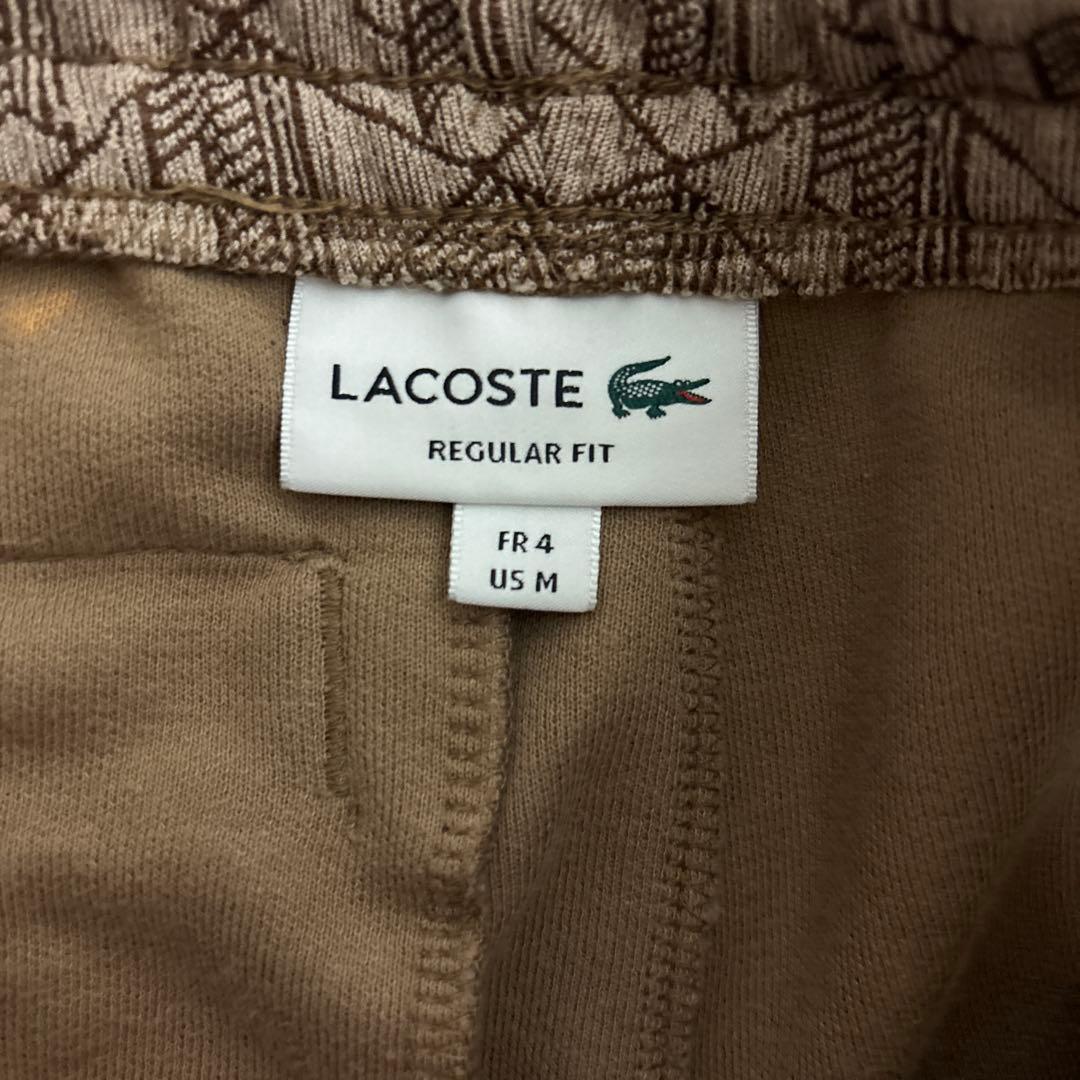 LACOSTE
REGULAR FIT
FR 4
US M